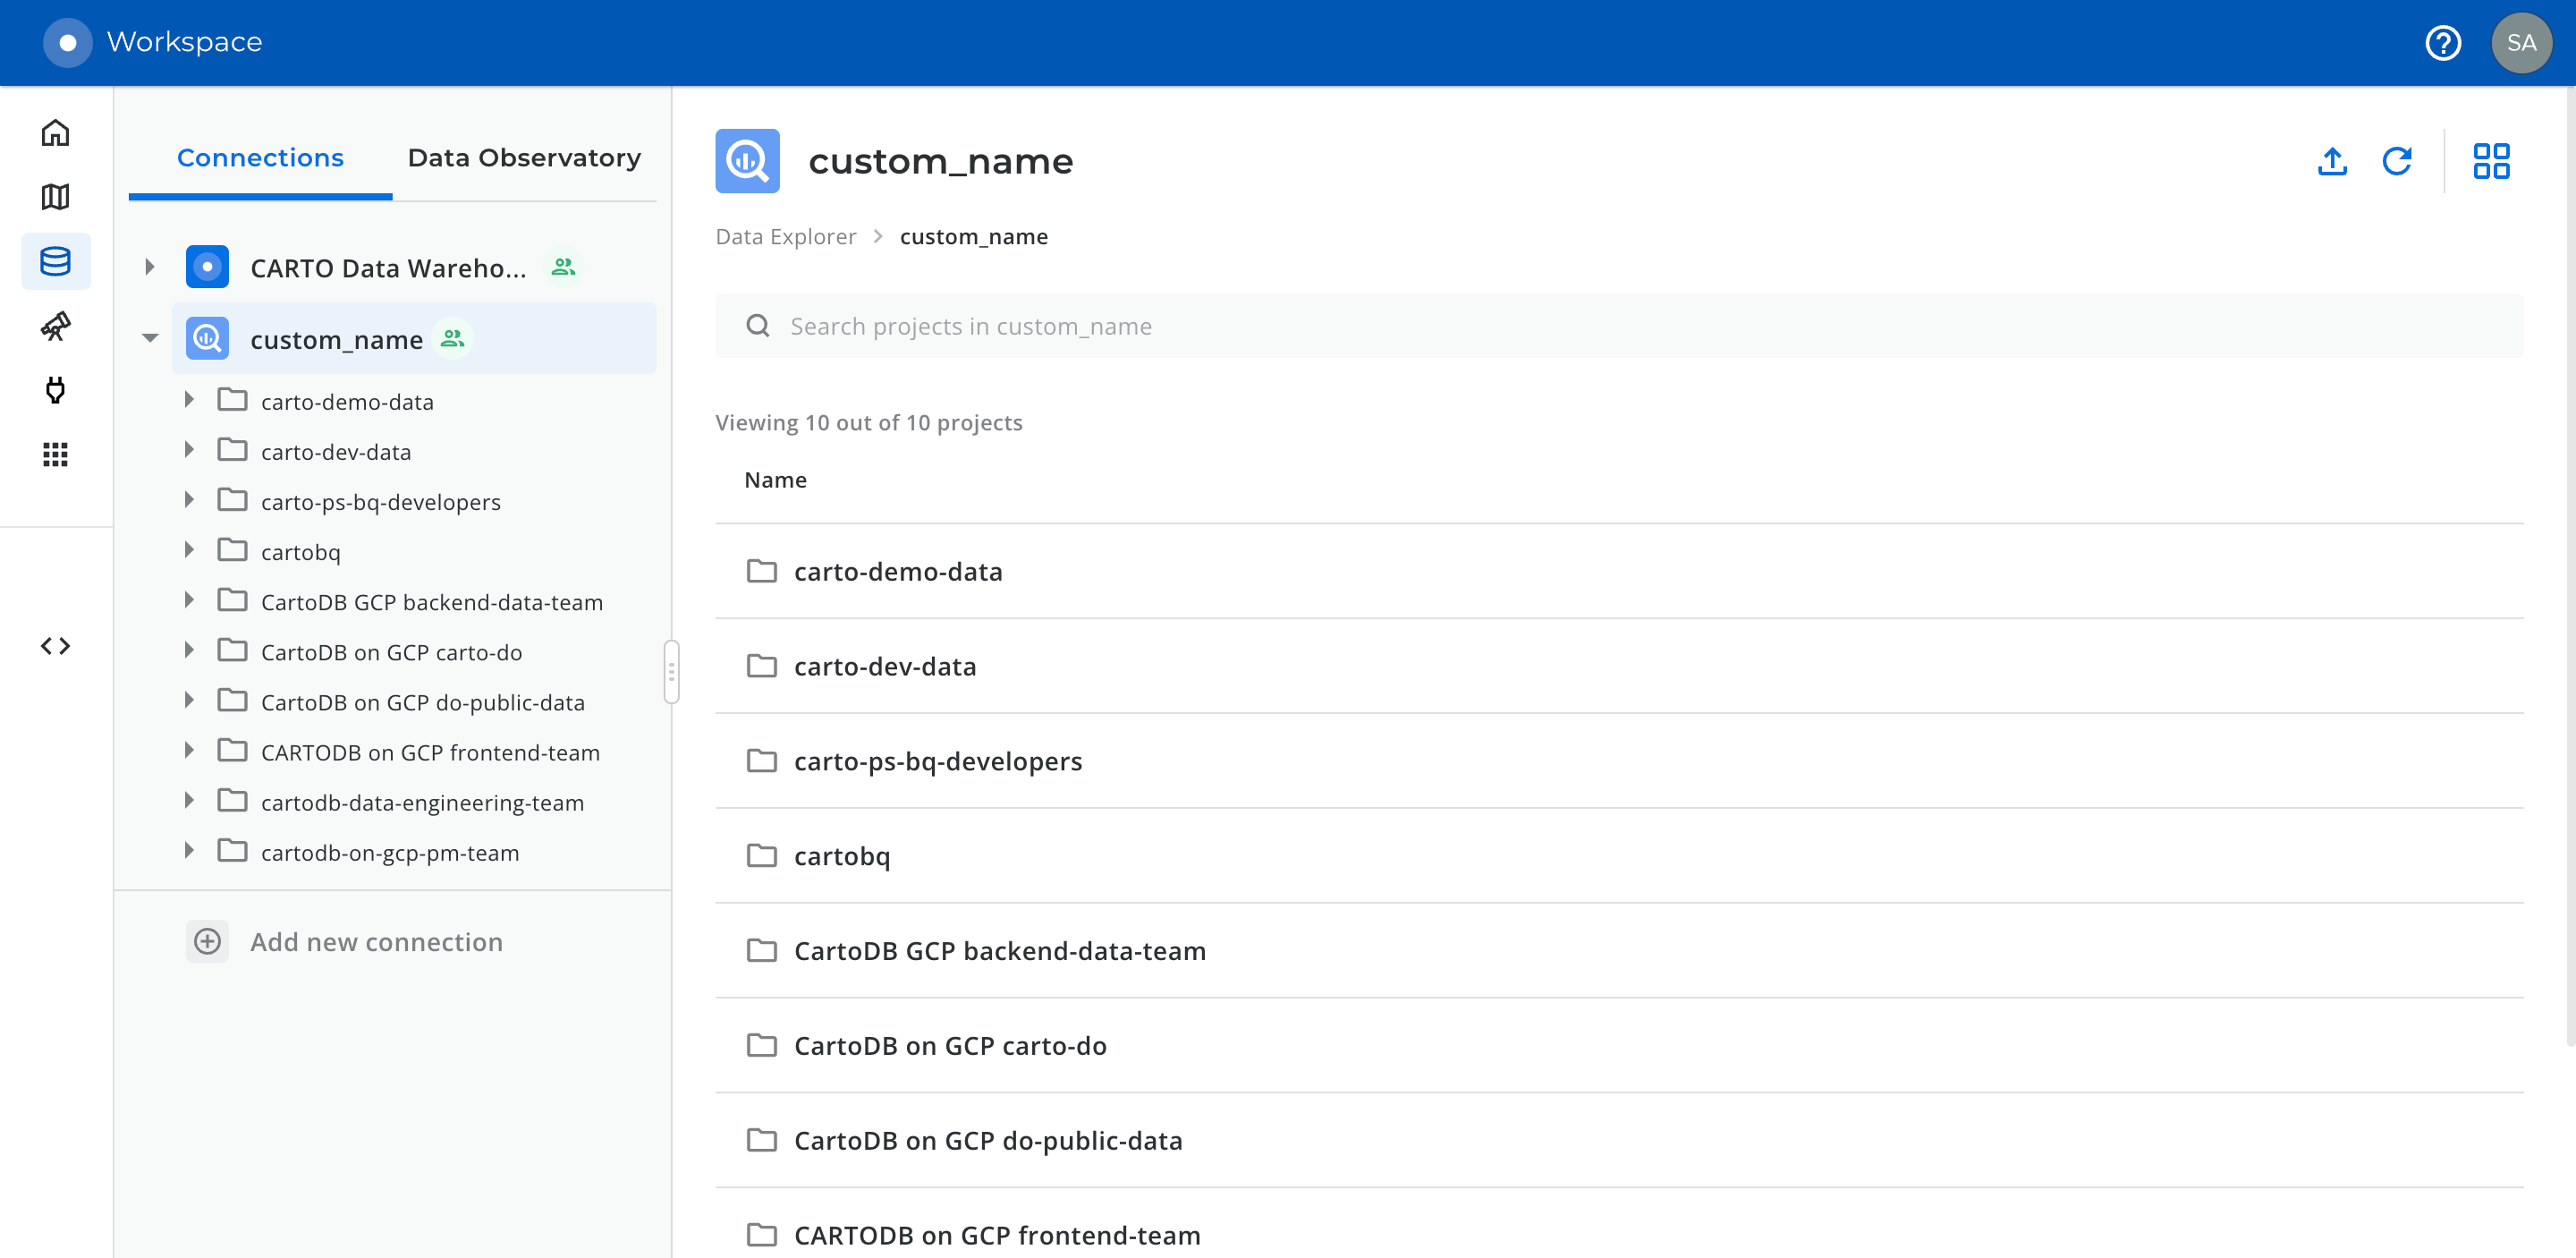 Workspace
SA
Connections
Data Observatory
CARTO Data Wareho...
custom_name
carto-demo-data
carto-dev-data
carto-ps-bq-developers
cartobq
CartoDB GCP backend-data-team
CartoDB on GCP carto-do
CartoDB on GCP do-public-data
CARTODB on GCP frontend-team
cartodb-data-engineering-team
cartodb-on-gcp-pm-team
Add new connection
custom_name
Data Explorer > custom_name
Search projects in custom_name
Viewing 10 out of 10 projects
Name
carto-demo-data
carto-dev-data
carto-ps-bq-developers
cartobq
CartoDB GCP backend-data-team
CartoDB on GCP carto-do
CartoDB on GCP do-public-data
CARTODB on GCP frontend-team